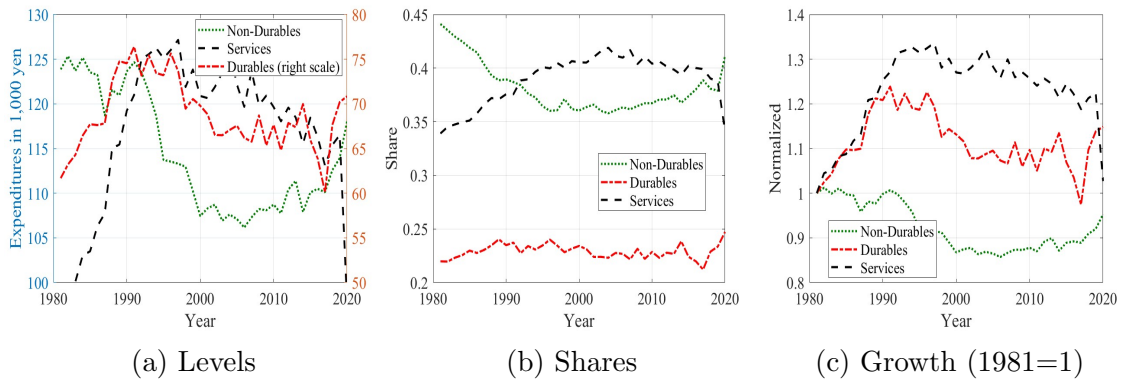 Expenditures in 1,000 yen
130
125
120
115
110
105
100
80
75
70
65
60
55
50
1980
1990
2000
2010
2020
Year
Non-Durables
Services
Durables (right scale)
(a) Levels
Share
0.45
0.4
0.35
0.3
0.25
0.2
1980
1990
2000
2010
2020
Year
Non-Durables
Durables
Services
(b) Shares
Normalized
1.4
1.3
1.2
1.1
1
0.9
0.8
1980
1990
2000
2010
2020
Year
Non-Durables
Durables
Services
(c) Growth (1981=1)